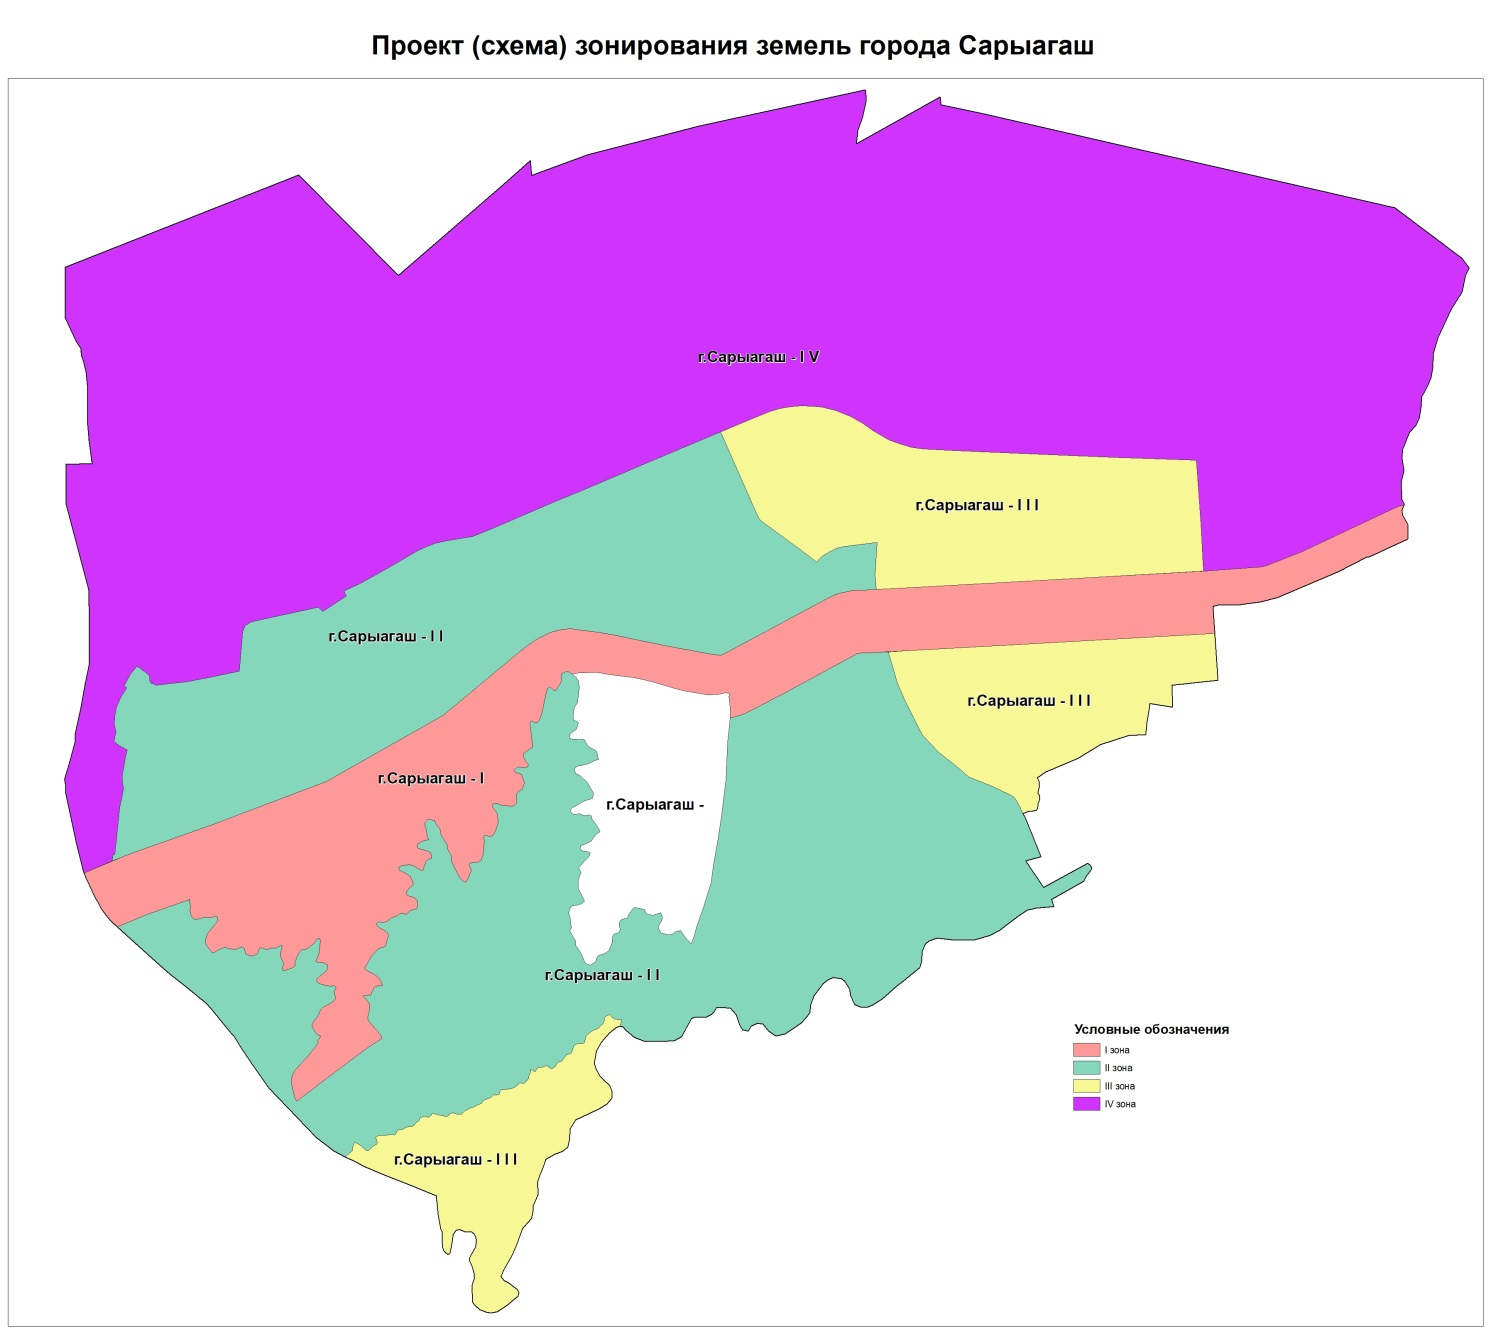 Проект (схема) зонирования земель города Сарыагаш
г.Сарыагаш - I V
г.Сарыагаш - I I I
г.Сарыагаш - I I
г.Сарыагаш - I I I
г.Сарыагаш - I
г.Сарыагаш -
г.Сарыагаш - I I
Условные обозначения
I зона
II зона
III зона
IV зона
г.Сарыагаш - I I I